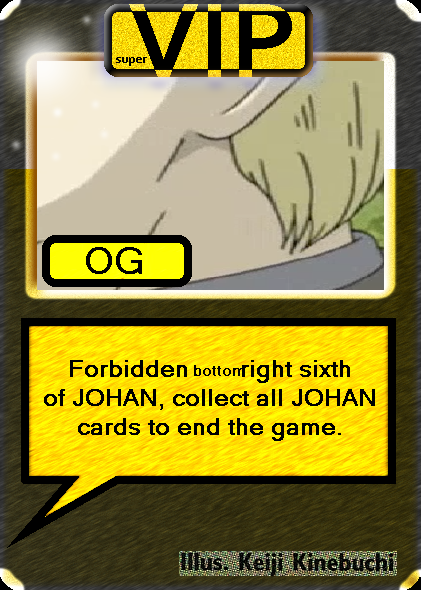 super VIP
OG
Forbidden bottom right sixth
of JOHAN, collect all JOHAN
cards to end the game.
Illus. Keiji Kinebuchi